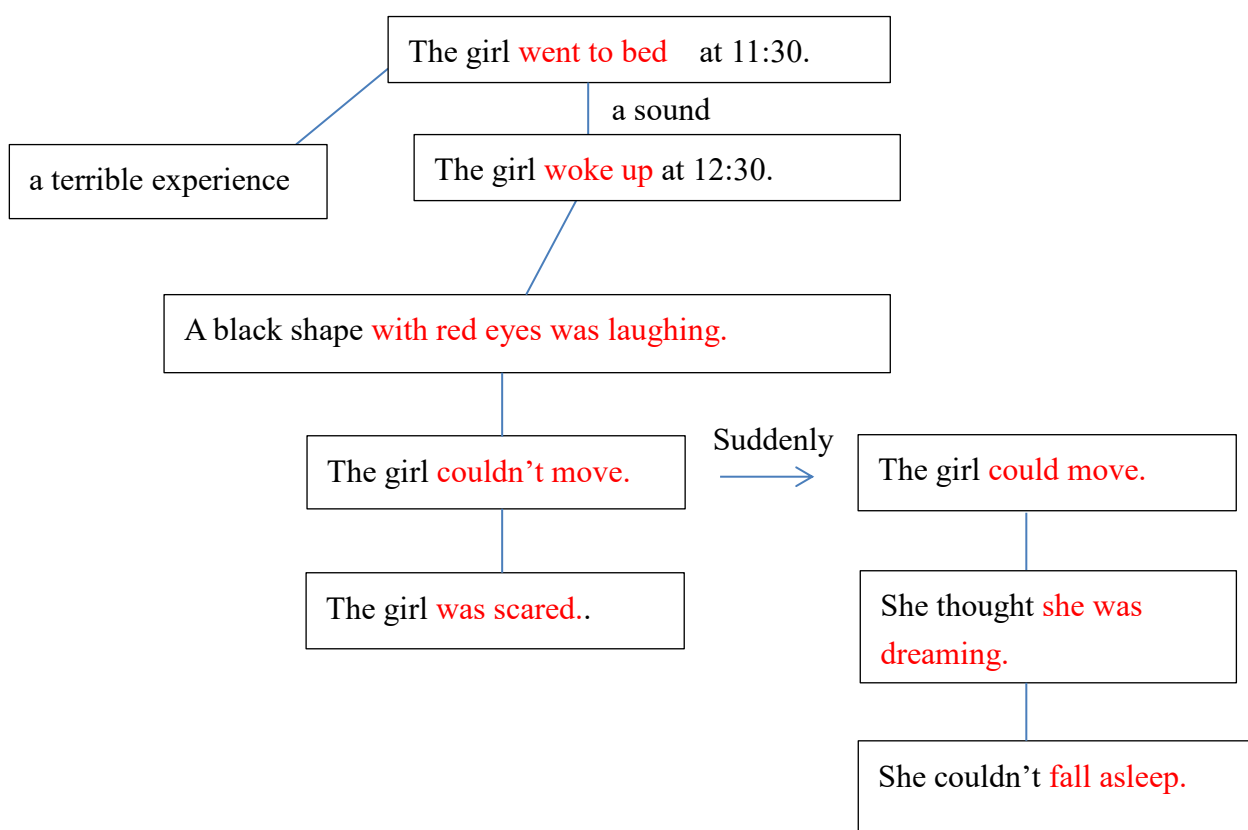 The girl went to bed at 11:30.
a sound
a terrible experience
The girl woke up at 12:30.
A black shape with red eyes was laughing.
The girl couldn’t move.
Suddenly
The girl could move.
The girl was scared..
She thought she was
dreaming.
She couldn’t fall asleep.